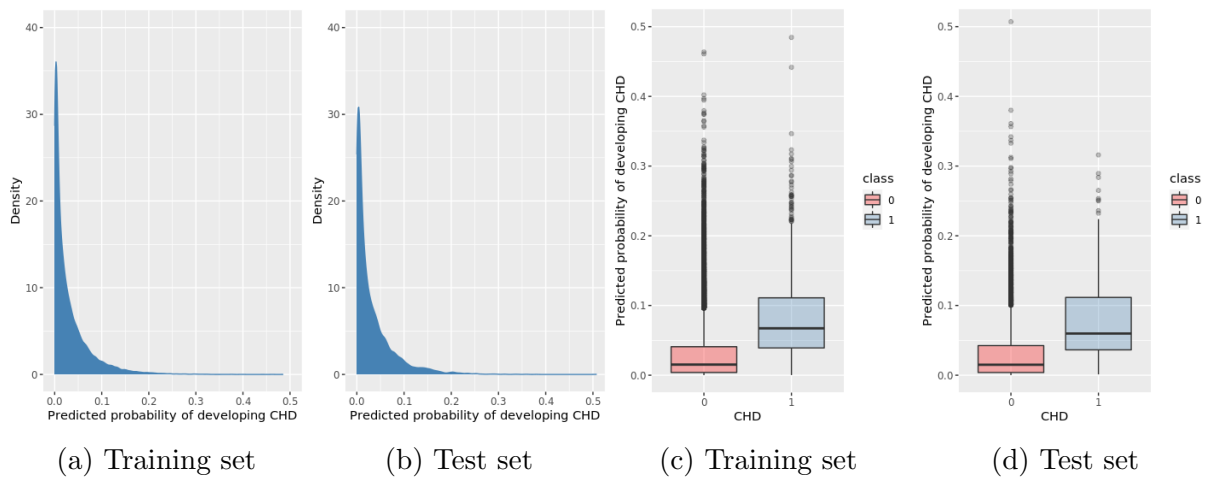 40
30
20
10
0
Density
0.0 0.1 0.2 0.3 0.4 0.5
Predicted probability of developing CHD
(a) Training set
40
30
20
10
0
Density
0.0 0.1 0.2 0.3 0.4 0.5
Predicted probability of developing CHD
(b) Test set
0.5
0.4
0.3
0.2
0.1
0.0
Predicted probability of developing CHD
0 1
CHD
class
0
1
(c) Training set
0.5
0.4
0.3
0.2
0.1
0.0
Predicted probability of developing CHD
0 1
CHD
class
0
1
(d) Test set